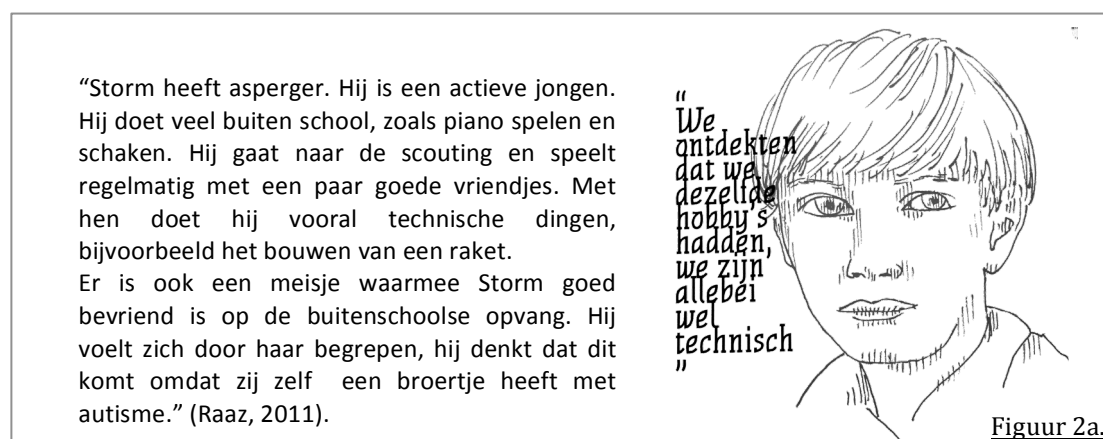 “Storm heeft asperger. Hij is een actieve jongen.
Hij doet veel buiten school, zoals piano spelen en
schaken. Hij gaat naar de scouting en speelt
regelmatig met een paar goede vriendjes. Met
hen doet hij vooral technische dingen,
bijvoorbeeld het bouwen van een raket.
Er is ook een meisje waarmee Storm goed
bevriend is op de buitenschoolse opvang. Hij
voelt zich door haar begrepen, hij denkt dat dit
komt omdat zij zelf een broertje heeft met
autisme.” (Raaz, 2011).
“
We
ontdekten
dat we
dezelfde
hobby's
hadden,
we zijn
allebei
wel
technisch
”
Figuur 2a.